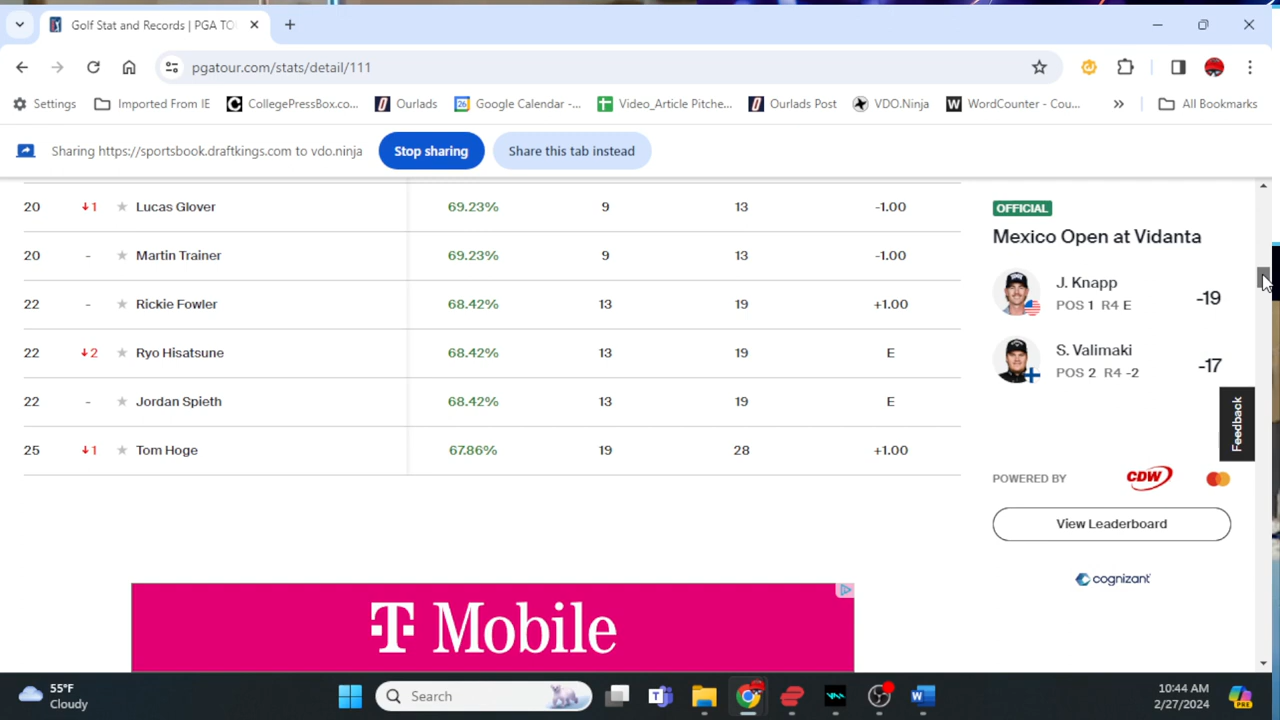 Golf Stat and Records | PGA TO
pgatour.com/stats/detail/111
Settings Imported From IE CollegePressBox.co... Ourlads Google Calendar -... Video_Article Pitche... Ourlads Post VDO.Ninja WordCounter - Cou... » All Bookmarks
Sharing https://sportsbook.draftkings.com to vdo.ninja Stop sharing Share this tab instead
20 ↓1 Lucas Glover 69.23% 9 13 -1.00
20 - Martin Trainer 69.23% 9 13 -1.00
22 - Rickie Fowler 68.42% 13 19 +1.00
22 ↓2 Ryo Hisatsune 68.42% 13 19 E
22 - Jordan Spieth 68.42% 13 19 E
25 ↓1 Tom Hoge 67.86% 19 28 +1.00
OFFICIAL
Mexico Open at Vidanta
J. Knapp
POS 1 R4 E
-19
S. Valimaki
POS 2 R4 -2
-17
Feedback
POWERED BY CDW
View Leaderboard
cognizant
T Mobile
55°F
Cloudy
Search
10:44 AM
2/27/2024